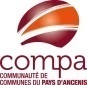 compa
COMMUNAUTÉ DE
COMMUNES DU PAYS D'ANCENIS